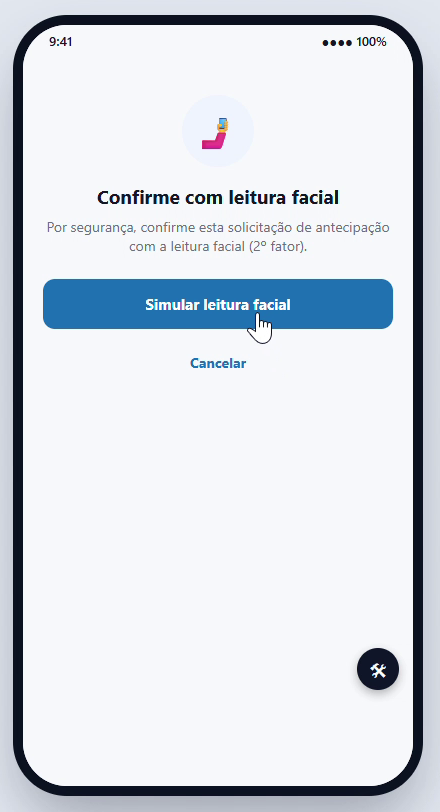 9:41
●●●● 100%
Confirme com leitura facial
Por segurança, confirme esta solicitação de antecipação
com a leitura facial (2º fator).
Simular leitura facial
Cancelar